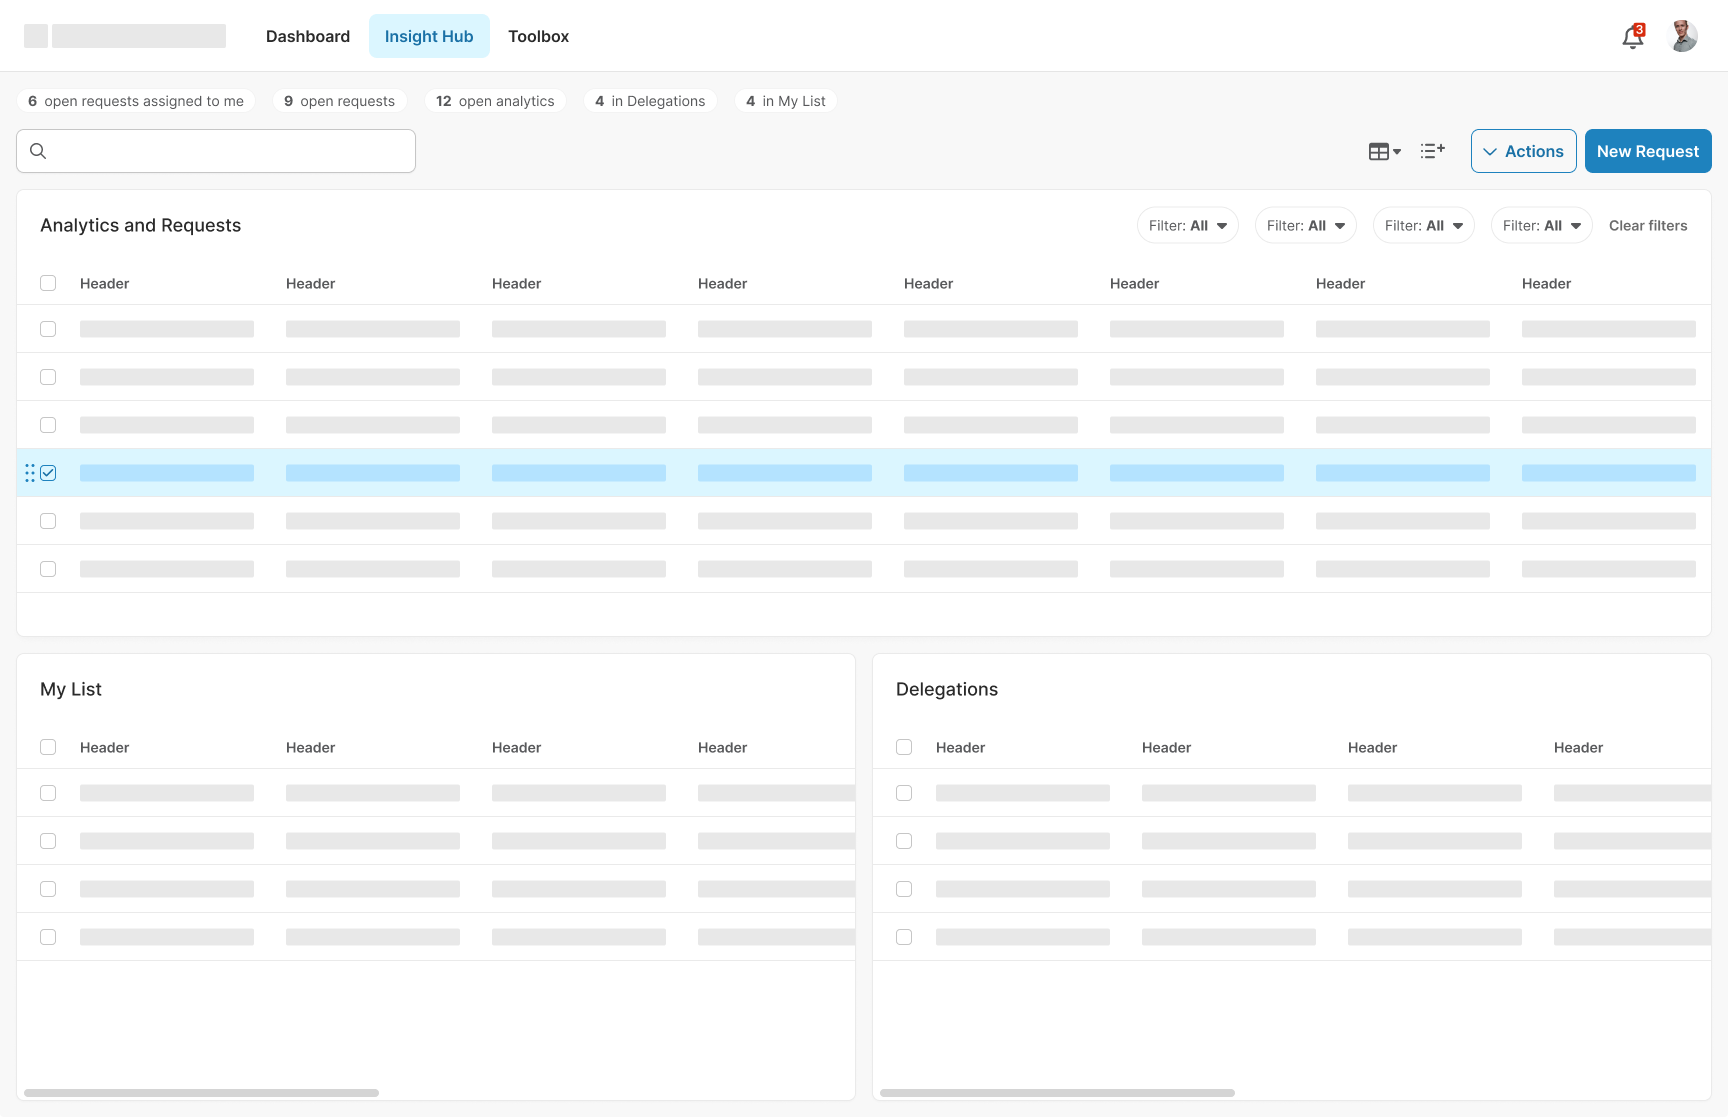 Dashboard Insight Hub Toolbox 3
6 open requests assigned to me 9 open requests 12 open analytics 4 in Delegations 4 in My List
Actions New Request
Analytics and Requests Filter: All Filter: All Filter: All Filter: All Clear filters
Header Header Header Header Header Header Header Header
My List
Header Header Header Header
Delegations
Header Header Header Header